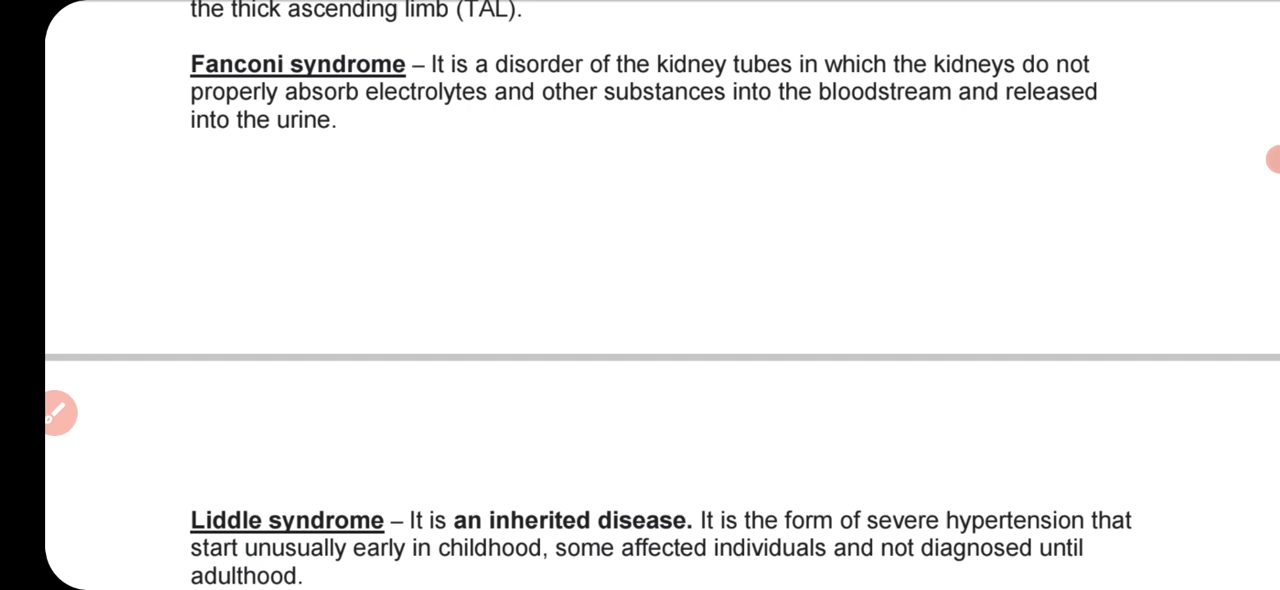 the thick ascending limb (TAL).
Fanconi syndrome – It is a disorder of the kidney tubes in which the kidneys do not
properly absorb electrolytes and other substances into the bloodstream and released
into the urine.
Liddle syndrome – It is an inherited disease. It is the form of severe hypertension that
start unusually early in childhood, some affected individuals and not diagnosed until
adulthood.